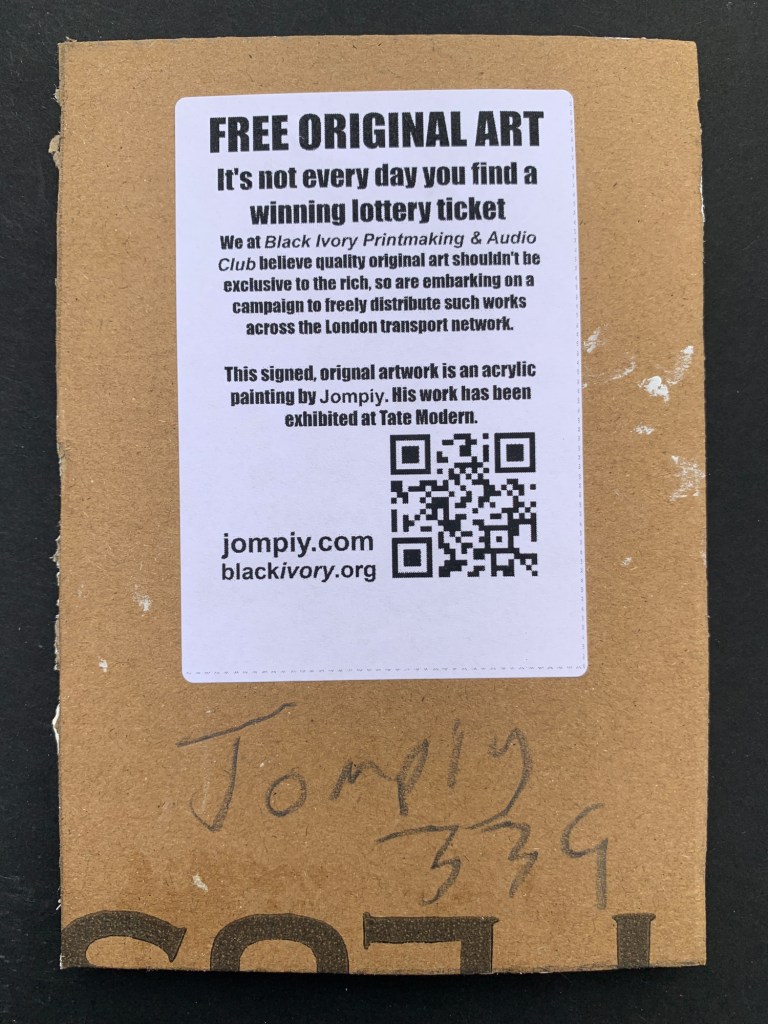 FREE ORIGINAL ART
It's not every day you find a
winning lottery ticket
We at Black Ivory Printmaking & Audio
Club believe quality original art shouldn't be
exclusive to the rich, so are embarking on a
campaign to freely distribute such works
across the London transport network.
This signed, orignal artwork is an acrylic
painting by Jompiy. His work has been
exhibited at Tate Modern.
jompiy.com
blackivory.org
Jompiy
339